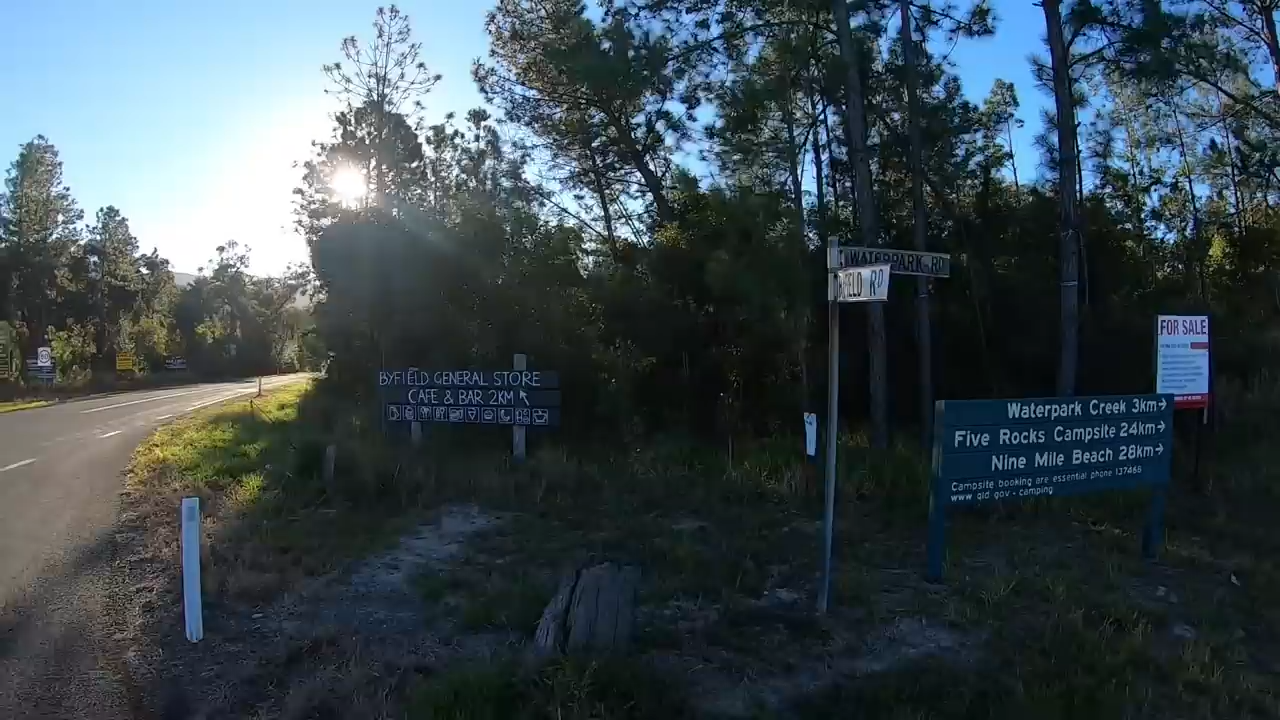 BYFIELD GENERAL STORE
CAFE & BAR 2KM
WATERPARK RD
RD
FOR SALE
Waterpark Creek 3km
Five Rocks Campsite 24km
Nine Mile Beach 28km
Campsite booking are essential phone 137468
www qld gov - camping